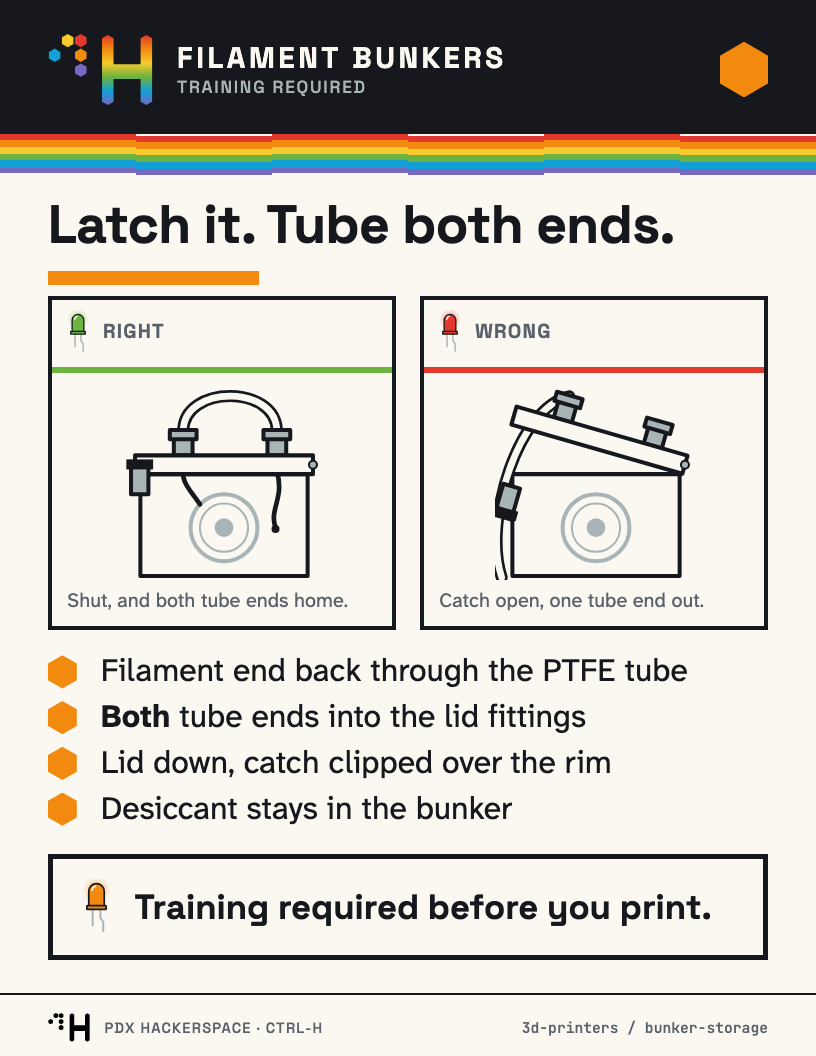 FILAMENT BUNKERS
TRAINING REQUIRED
Latch it. Tube both ends.
RIGHT
Shut, and both tube ends home.
WRONG
Catch open, one tube end out.
Filament end back through the PTFE tube
Both tube ends into the lid fittings
Lid down, catch clipped over the rim
Desiccant stays in the bunker
Training required before you print.
PDX HACKERSPACE · CTRL-H
3d-printers / bunker-storage